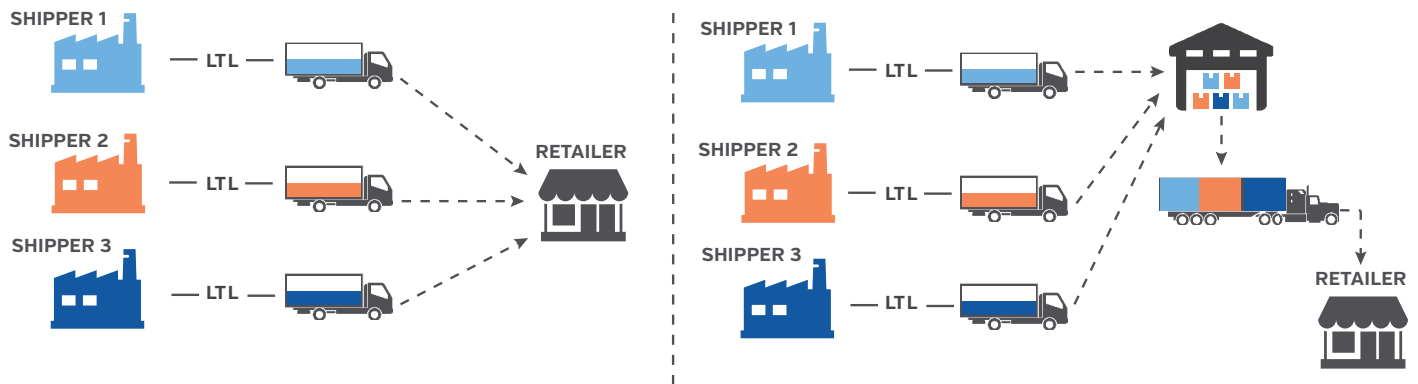 SHIPPER 1
LTL
SHIPPER 2
LTL
RETAILER
SHIPPER 3
LTL
SHIPPER 1
LTL
SHIPPER 2
LTL
SHIPPER 3
LTL
RETAILER